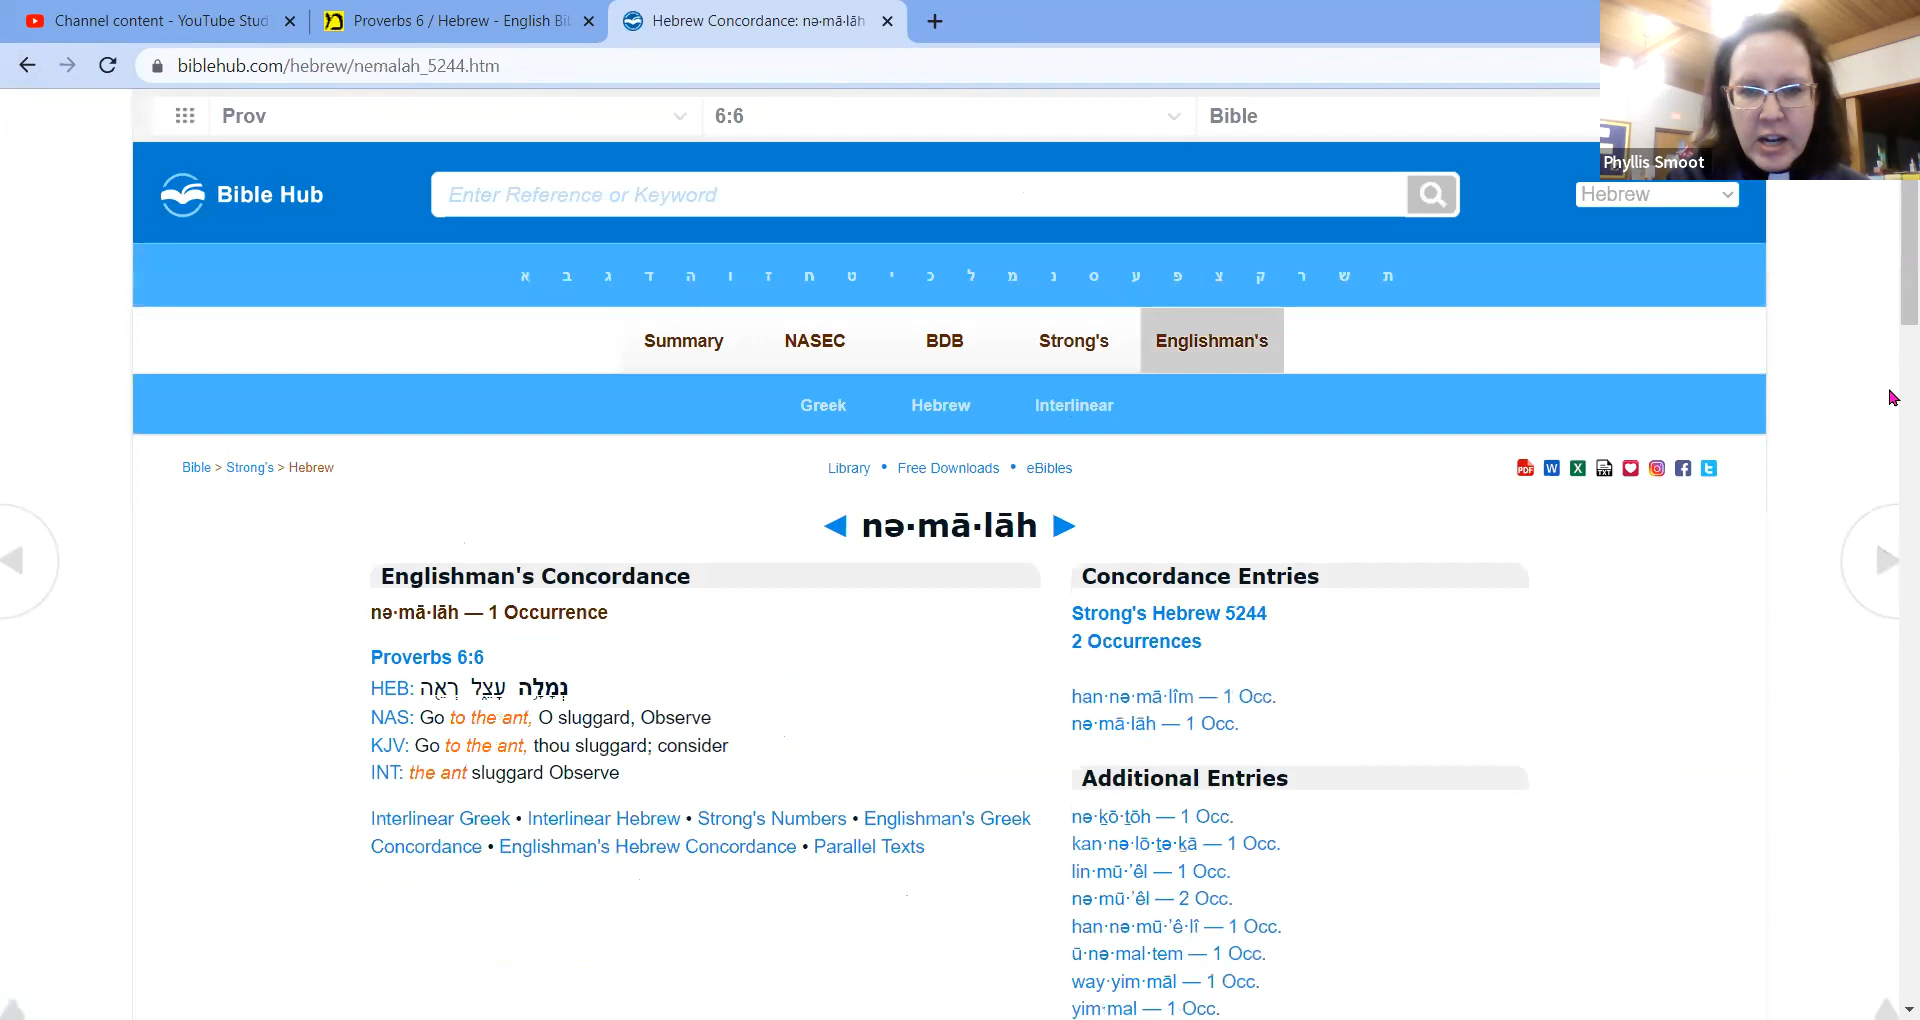 Channel content - YouTube Stud
Proverbs 6 / Hebrew - English Bib
Hebrew Concordance: nə·mā·lāh
biblehub.com/hebrew/nemalah_5244.htm
Phyllis Smoot
Prov
6:6
Bible
Bible Hub
Enter Reference or Keyword
Hebrew
א ב ג ד ה ו ז ח ט י כ ל מ נ ס ע פ צ ק ר ש ת
Summary NASEC BDB Strong's Englishman's
Greek Hebrew Interlinear
Bible > Strong's > Hebrew
Library • Free Downloads • eBibles
◄ nə·mā·lāh ►
Englishman's Concordance
nə·mā·lāh — 1 Occurrence
Proverbs 6:6
HEB: נְמָלָ֥ה עָצֵ֑ל רְאֵ֖ה
NAS: Go to the ant, O sluggard, Observe
KJV: Go to the ant, thou sluggard; consider
INT: the ant sluggard Observe
Interlinear Greek • Interlinear Hebrew • Strong's Numbers • Englishman's Greek
Concordance • Englishman's Hebrew Concordance • Parallel Texts
Concordance Entries
Strong's Hebrew 5244
2 Occurrences
han·nə·mā·lîm — 1 Occ.
nə·mā·lāh — 1 Occ.
Additional Entries
nə·ḵō·ṯōh — 1 Occ.
kan·nə·lō·ṯə·ḵā — 1 Occ.
lin·mū·’êl — 1 Occ.
nə·mū·’êl — 2 Occ.
han·nə·mū·’ê·lî — 1 Occ.
ū·nə·mal·tem — 1 Occ.
way·yim·māl — 1 Occ.
yim·mal — 1 Occ.